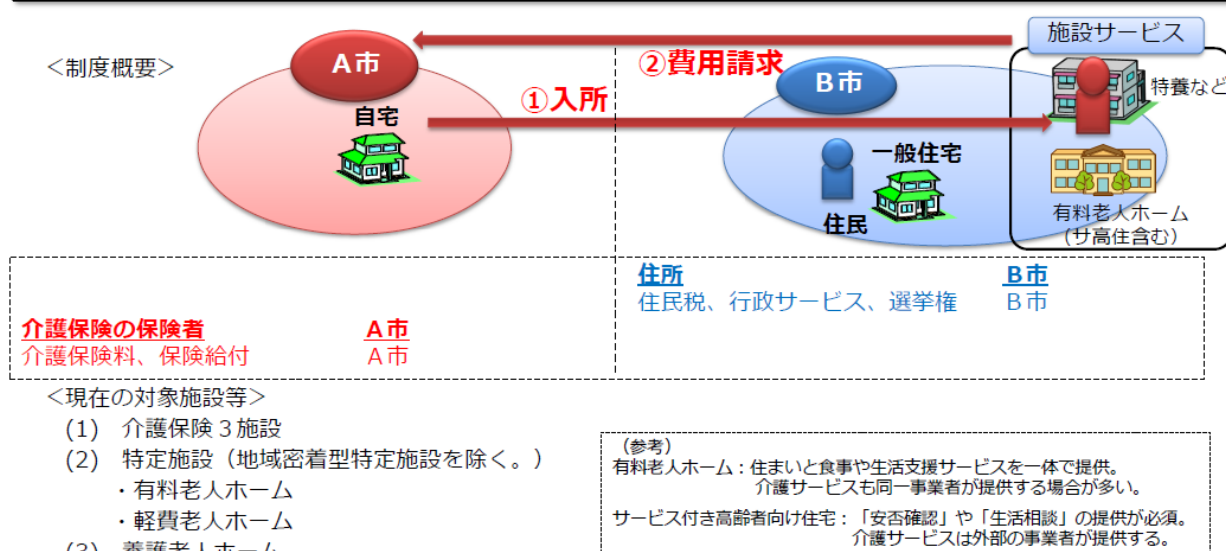 施設サービス
<制度概要>
A市
②費用請求
B市
特養など
①入所
自宅
一般住宅
住民
有料老人ホーム
(サ高住含む)
住所 B市
住民税、行政サービス、選挙権 B市
介護保険の保険者 A市
介護保険料、保険給付 A市
<現在の対象施設等>
(1) 介護保険3施設
(2) 特定施設（地域密着型特定施設を除く。）
・有料老人ホーム
・軽費老人ホーム
(3) 養護老人ホーム
（参考）
有料老人ホーム：住まいと食事や生活支援サービスを一体で提供。
介護サービスも同一事業者が提供する場合が多い。
サービス付き高齢者向け住宅：「安否確認」や「生活相談」の提供が必須。
介護サービスは外部の事業者が提供する。